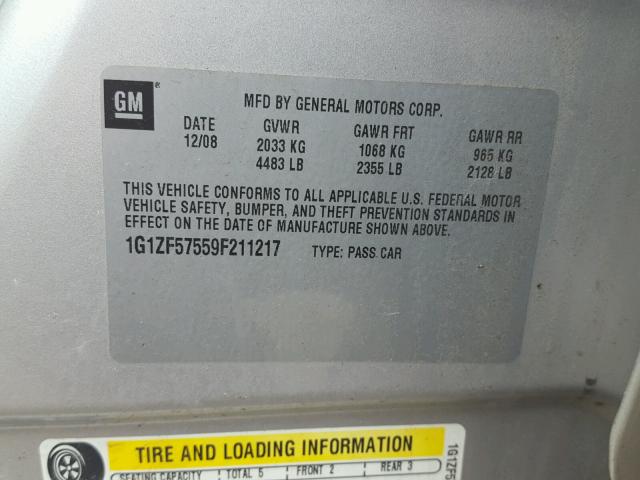 GM ®
MFD BY GENERAL MOTORS CORP.
DATE GVWR GAWR FRT GAWR RR
12/08 2033 KG 1068 KG 965 KG
4483 LB 2355 LB 2128 LB
THIS VEHICLE CONFORMS TO ALL APPLICABLE U.S. FEDERAL MOTOR
VEHICLE SAFETY, BUMPER, AND THEFT PREVENTION STANDARDS IN
EFFECT ON THE DATE OF MANUFACTURE SHOWN ABOVE.
1G1ZF57559F211217 TYPE: PASS CAR
TIRE AND LOADING INFORMATION
SEATING CAPACITY TOTAL 5 FRONT 2 REAR 3
1G1ZF5